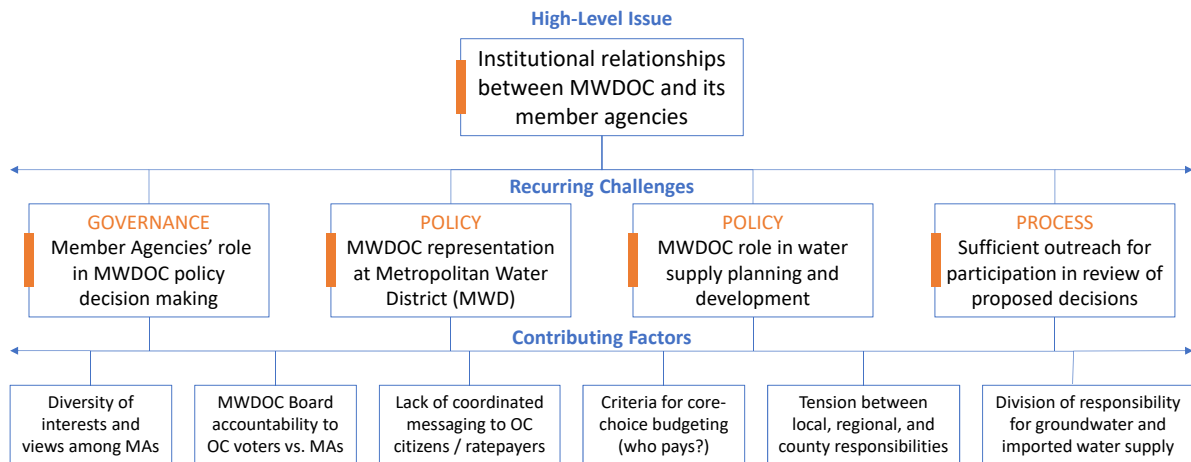 High-Level Issue
Institutional relationships
between MWDOC and its
member agencies
Recurring Challenges
GOVERNANCE
Member Agencies' role
in MWDOC policy
decision making
POLICY
MWDOC representation
at Metropolitan Water
District (MWD)
POLICY
MWDOC role in water
supply planning and
development
PROCESS
Sufficient outreach for
participation in review of
proposed decisions
Contributing Factors
Diversity of
interests and
views among MAs
MWDOC Board
accountability to
OC voters vs. MAs
Lack of coordinated
messaging to OC
citizens / ratepayers
Criteria for core-
choice budgeting
(who pays?)
Tension between
local, regional, and
county responsibilities
Division of responsibility
for groundwater and
imported water supply